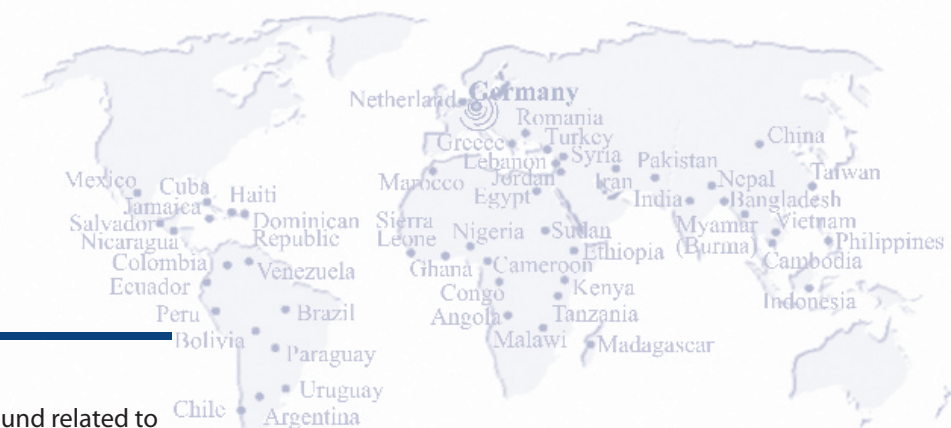 Netherland
Germany
Romania
Greece
Turkey
China
Lebanon
Syria
Pakistan
Mexico
Cuba
Haiti
Marocco
Jordan
Iran
Nepal
Taiwan
Jamaica
Egypt
India
Bangladesh
Salvador
Dominican
Republic
Sierra
Leone
Nigeria
Sudan
Myamar
(Burma)
Vietnam
Nicaragua
Ethiopia
Philippines
Colombia
Venezuela
Ghana
Cameroon
Cambodia
Ecuador
Congo
Kenya
Indonesia
Peru
Brazil
Angola
Tanzania
Bolivia
Malawi
Madagascar
Paraguay
Uruguay
Chile
Argentina
und related to